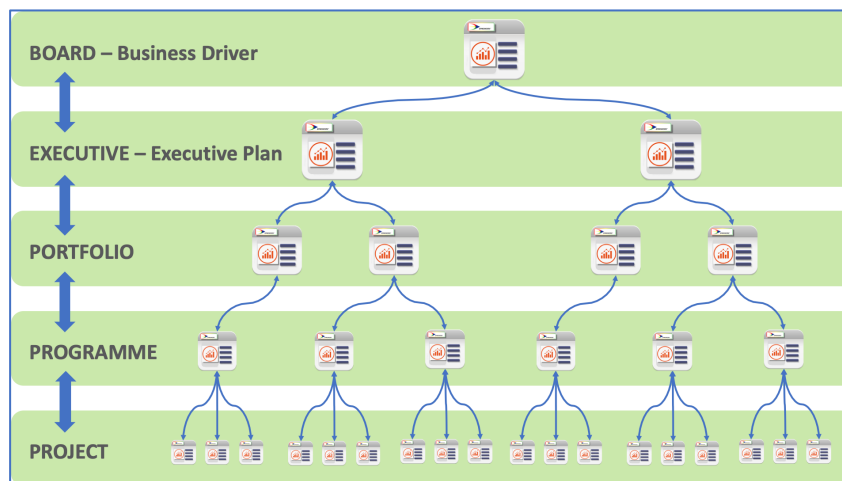 BOARD – Business Driver
EXECUTIVE – Executive Plan
PORTFOLIO
PROGRAMME
PROJECT